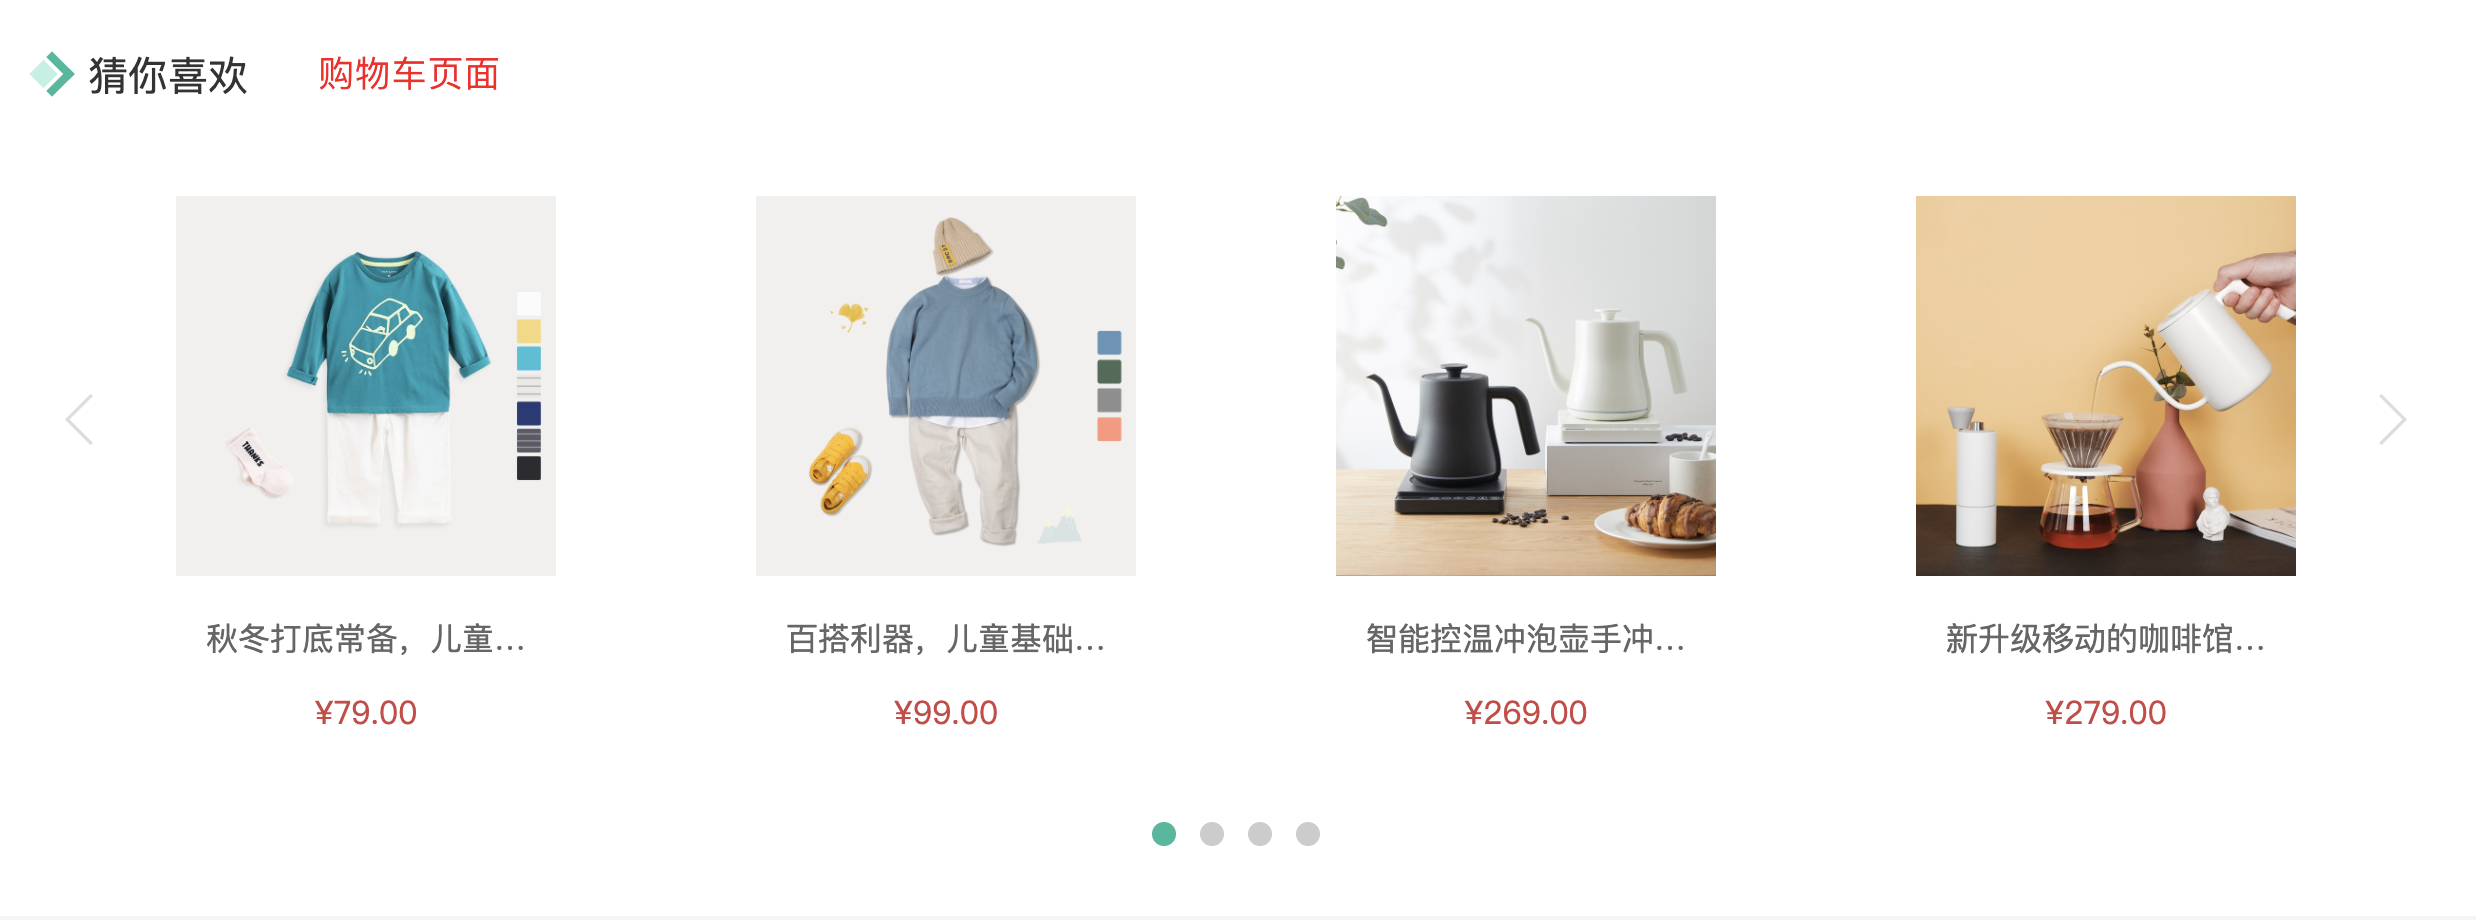 猜你喜欢
购物车页面
THANKS
秋冬打底常备，儿童...
百搭利器，儿童基础...
智能控温冲泡壶手冲...
新升级移动的咖啡馆...
¥79.00
¥99.00
¥269.00
¥279.00